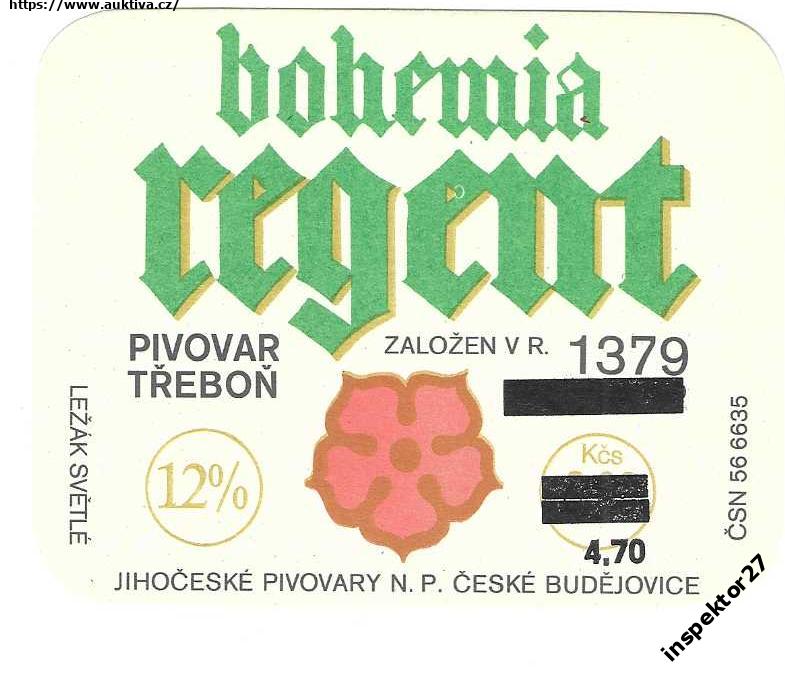 https://www.auktiva.cz/
bohemia
regent
PIVOVAR
TŘEBOŇ
ZALOŽEN V R. 1379
LEŽÁK SVĚTLÉ
12%
Kčs
4,70
ČSN 56 6635
JIHOČESKÉ PIVOVARY N. P. ČESKÉ BUDĚJOVICE
inspektor27